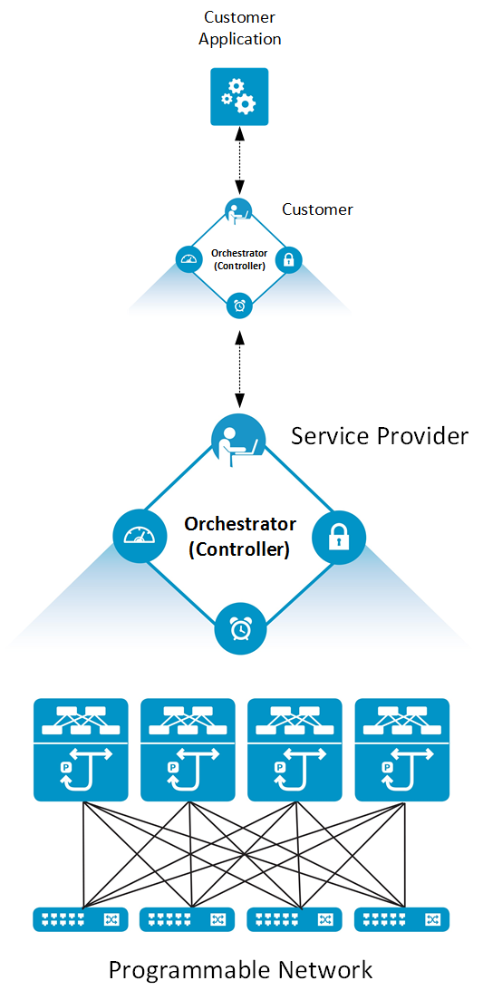 Customer
Application
Customer
Orchestrator
(Controller)
Service Provider
Orchestrator
(Controller)
P
P
P
P
Programmable Network